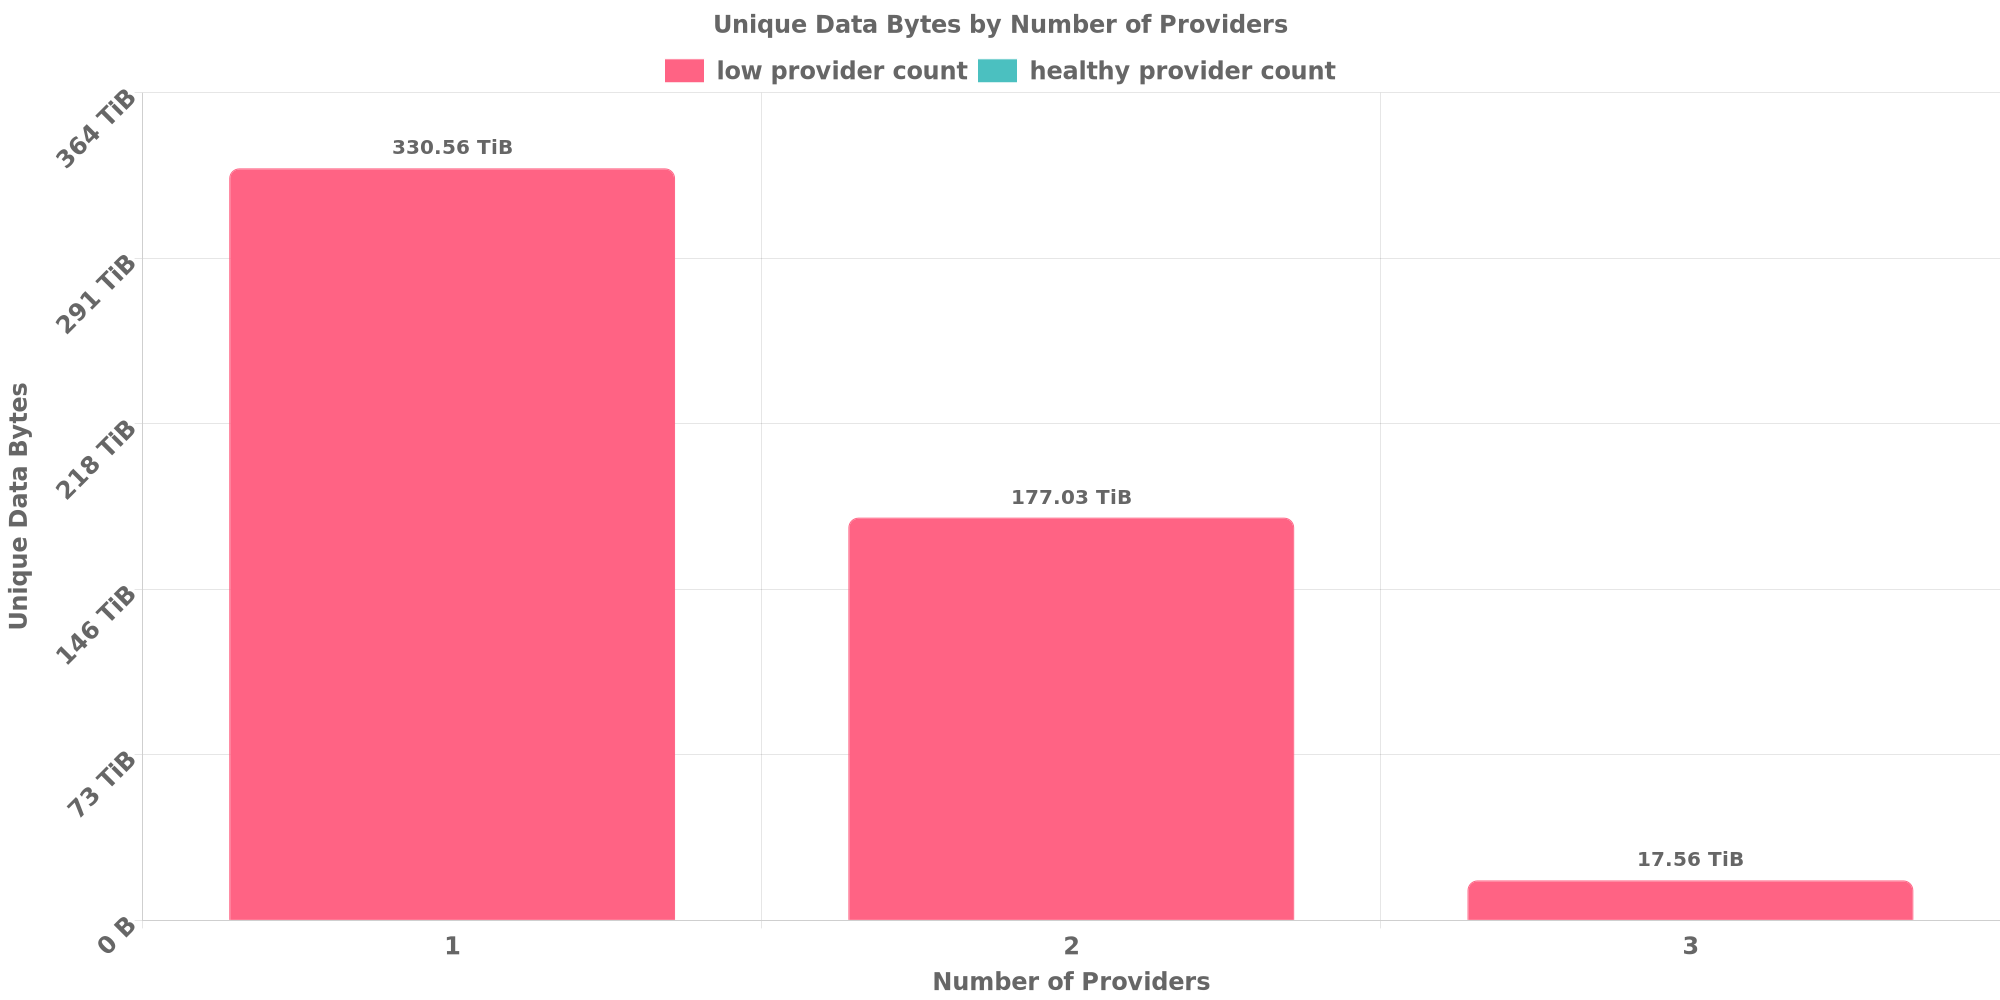 Unique Data Bytes by Number of Providers
low provider count healthy provider count
364 TiB
291 TiB
218 TiB
146 TiB
73 TiB
0 B
Unique Data Bytes
330.56 TiB
177.03 TiB
17.56 TiB
1 2 3
Number of Providers